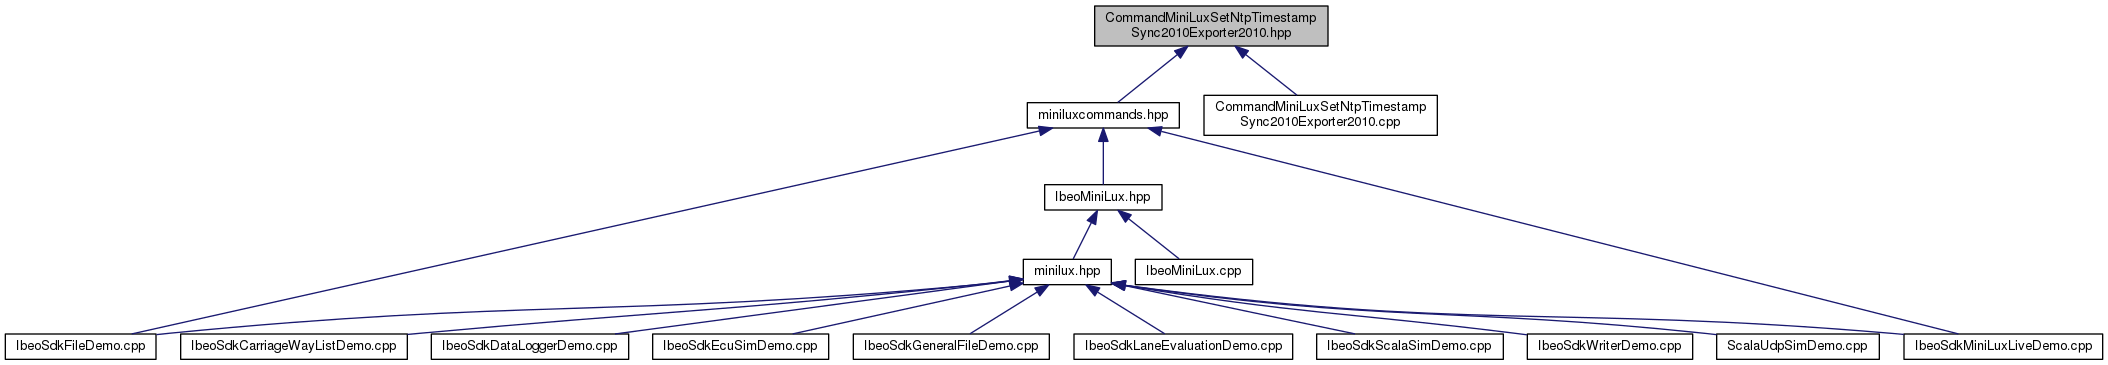 CommandMiniLuxSetNtpTimestamp
Sync2010Exporter2010.hpp
miniluxcommands.hpp
CommandMiniLuxSetNtpTimestamp
Sync2010Exporter2010.cpp
IbeoMiniLux.hpp
minilux.hpp
IbeoMiniLux.cpp
IbeoSdkFileDemo.cpp
IbeoSdkCarriageWayListDemo.cpp
IbeoSdkDataLoggerDemo.cpp
IbeoSdkEcuSimDemo.cpp
IbeoSdkGeneralFileDemo.cpp
IbeoSdkLaneEvaluationDemo.cpp
IbeoSdkScalaSimDemo.cpp
IbeoSdkWriterDemo.cpp
ScalaUdpSimDemo.cpp
IbeoSdkMiniLuxLiveDemo.cpp